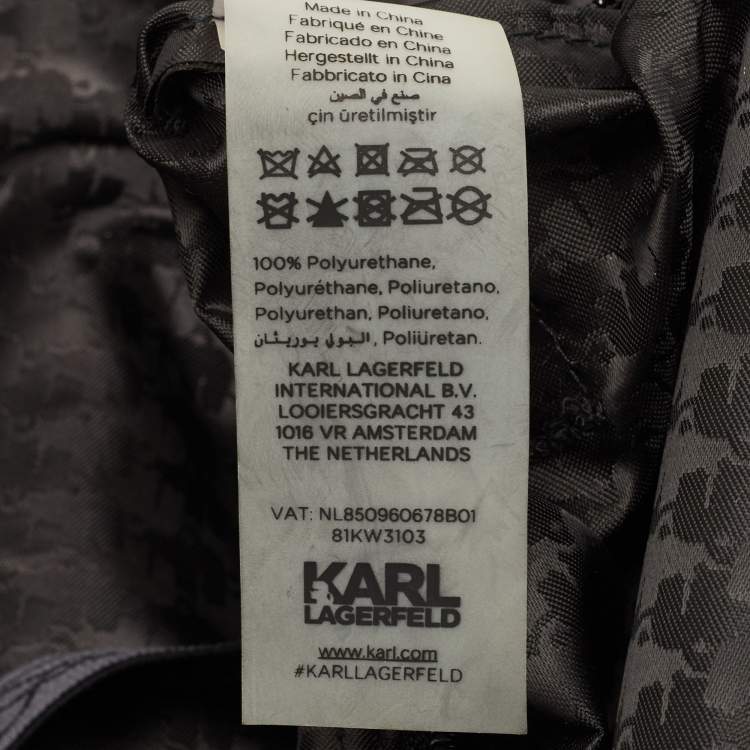 Made in China
Fabriqué en Chine
Fabricado en China
Hergestellt in China
Fabbricato in Cina
صنع في الصين
çin üretilmiştir
100% Polyurethane,
Polyuréthane, Poliuretano,
Polyurethan, Poliuretano,
البولي يوريثان, Poliüretan.
KARL LAGERFELD
INTERNATIONAL B.V.
LOOIERSGRACHT 43
1016 VR AMSTERDAM
THE NETHERLANDS
VAT: NL850960678B01
81KW3103
KARL
LAGERFELD
www.karl.com
#KARLLAGERFELD